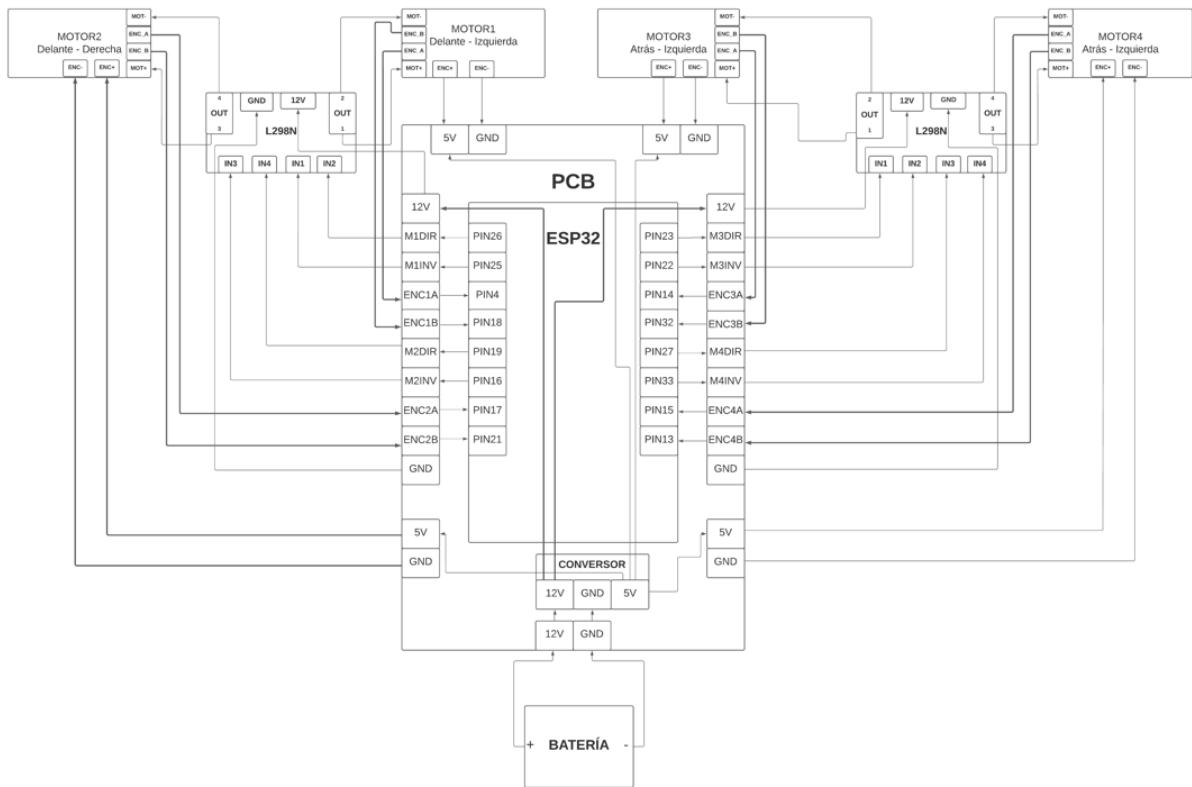 MOTOR2
Delante - Derecha
MOT-
ENC_A
ENC_B
MOT+
ENC-
ENC+
MOTOR1
Delante - Izquierda
MOT-
ENC_B
ENC_A
MOT+
ENC+
ENC-
MOTOR3
Atrás - Izquierda
MOT-
ENC_B
ENC_A
MOT+
ENC+
ENC-
MOTOR4
Atrás - Izquierda
MOT-
ENC_A
ENC_B
MOT+
ENC+
ENC-
4
OUT
3
GND
12V
2
OUT
1
L298N
IN3
IN4
IN1
IN2
2
OUT
1
12V
GND
4
OUT
3
L298N
IN1
IN2
IN3
IN4
5V
GND
5V
GND
PCB
ESP32
12V
M1DIR
M1INV
ENC1A
ENC1B
M2DIR
M2INV
ENC2A
ENC2B
GND
5V
GND
PIN26
PIN25
PIN4
PIN18
PIN19
PIN16
PIN17
PIN21
PIN23
PIN22
PIN14
PIN32
PIN27
PIN33
PIN15
PIN13
12V
M3DIR
M3INV
ENC3A
ENC3B
M4DIR
M4INV
ENC4A
ENC4B
GND
5V
GND
CONVERSOR
12V
GND
5V
12V
GND
+ BATERÍA -